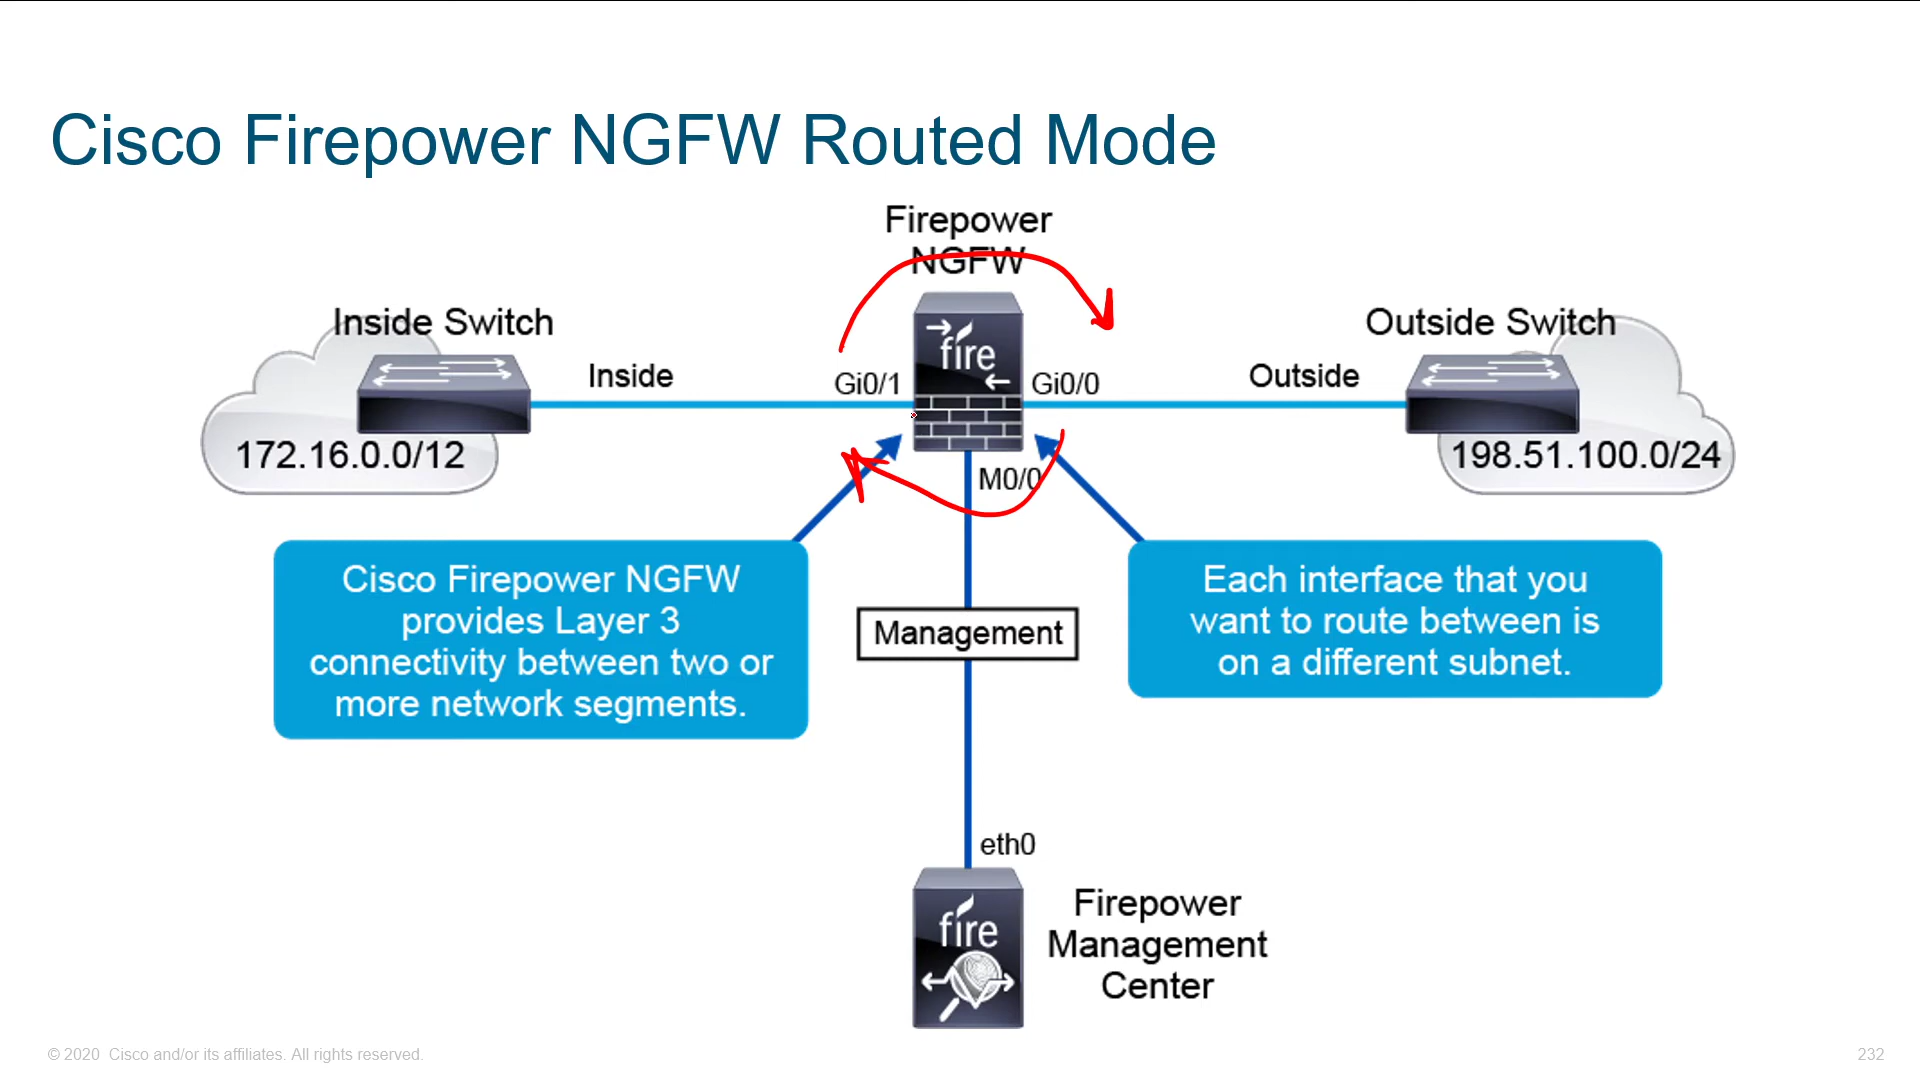 Cisco Firepower NGFW Routed Mode
Firepower
NGFW
Inside Switch
Outside Switch
fire
Inside
Gi0/1
Gi0/0
Outside
172.16.0.0/12
198.51.100.0/24
M0/0
Cisco Firepower NGFW
provides Layer 3
connectivity between two or
more network segments.
Management
Each interface that you
want to route between is
on a different subnet.
eth0
fire
Firepower
Management
Center
© 2020 Cisco and/or its affiliates. All rights reserved.
232